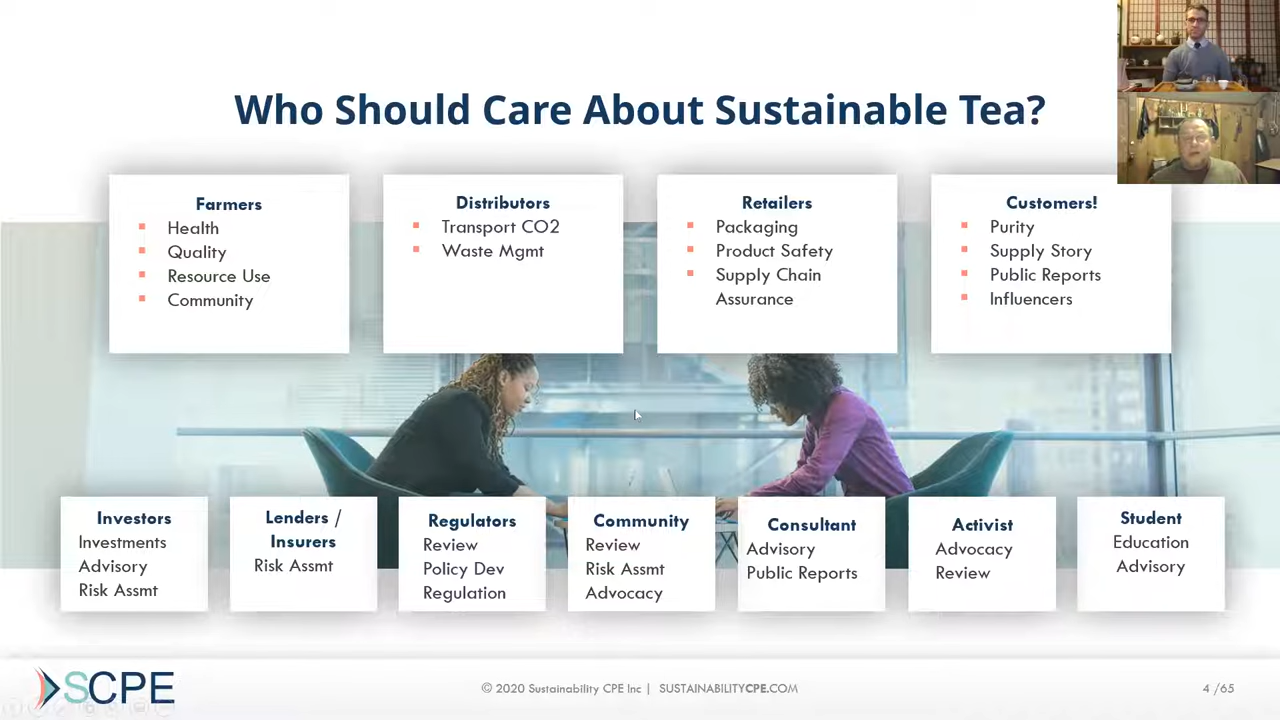 Who Should Care About Sustainable Tea?
Farmers
Health
Quality
Resource Use
Community
Distributors
Transport CO2
Waste Mgmt
Retailers
Packaging
Product Safety
Supply Chain
Assurance
Customers!
Purity
Supply Story
Public Reports
Influencers
Investors
Investments
Advisory
Risk Assmt
Lenders /
Insurers
Risk Assmt
Regulators
Review
Policy Dev
Regulation
Community
Review
Risk Assmt
Advocacy
Consultant
Advisory
Public Reports
Activist
Advocacy
Review
Student
Education
Advisory
SCPE
© 2020 Sustainability CPE Inc | SUSTAINABILITYCPE.COM
4 /65